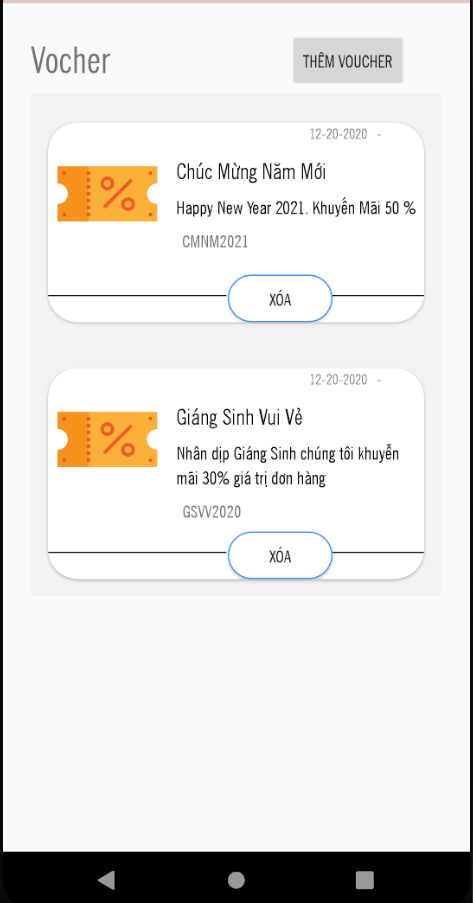 Vocher
THÊM VOUCHER
12-20-2020 -
Chúc Mừng Năm Mới
Happy New Year 2021. Khuyến Mãi 50 %
CMNM2021
XÓA
12-20-2020 -
Giáng Sinh Vui Vẻ
Nhân dịp Giáng Sinh chúng tôi khuyễn
mãi 30% giá trị dơn hàng
GSVV2020
XÓA